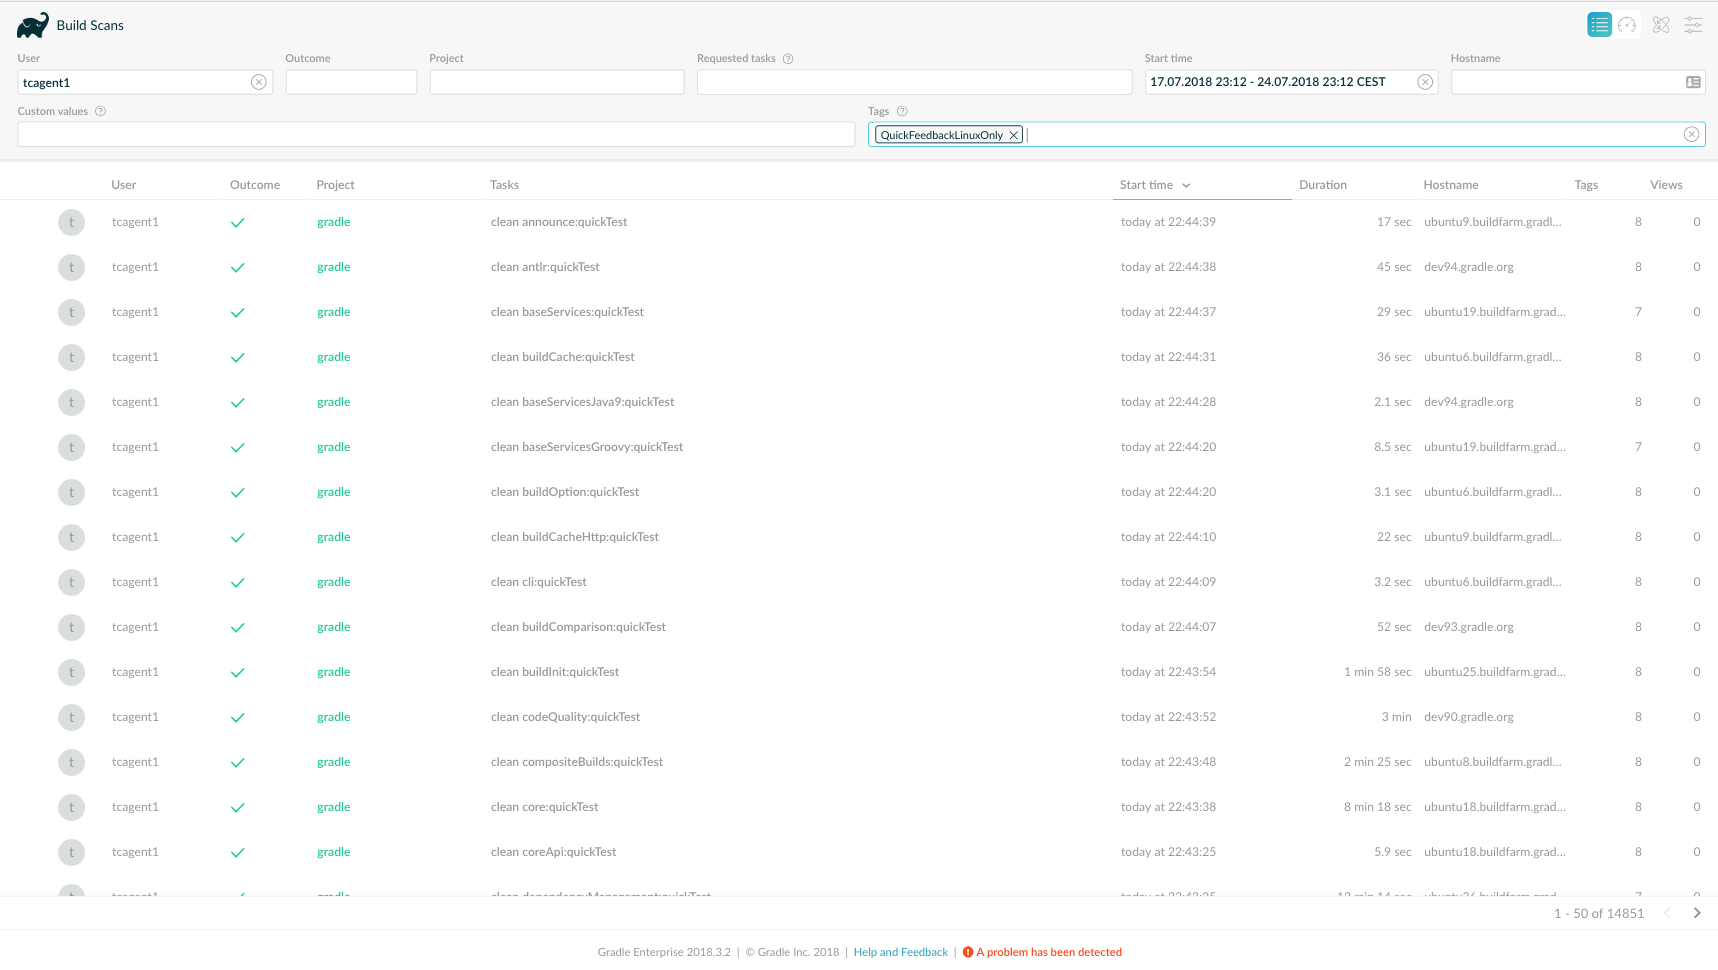 Build Scans
User Outcome Project Requested tasks Start time Hostname
tcagent1 17.07.2018 23:12 - 24.07.2018 23:12 CEST
Custom values Tags
QuickFeedbackLinuxOnly
User Outcome Project Tasks Start time Duration Hostname Tags Views
t tcagent1 gradle clean announce:quickTest today at 22:44:39 17 sec ubuntu9.buildfarm.gradl... 8 0
t tcagent1 gradle clean antlr:quickTest today at 22:44:38 45 sec dev94.gradle.org 8 0
t tcagent1 gradle clean baseServices:quickTest today at 22:44:37 29 sec ubuntu19.buildfarm.grad... 7 0
t tcagent1 gradle clean buildCache:quickTest today at 22:44:31 36 sec ubuntu6.buildfarm.gradl... 8 0
t tcagent1 gradle clean baseServicesJava9:quickTest today at 22:44:28 2.1 sec dev94.gradle.org 8 0
t tcagent1 gradle clean baseServicesGroovy:quickTest today at 22:44:20 8.5 sec ubuntu19.buildfarm.grad... 7 0
t tcagent1 gradle clean buildOption:quickTest today at 22:44:20 3.1 sec ubuntu6.buildfarm.gradl... 8 0
t tcagent1 gradle clean buildCacheHttp:quickTest today at 22:44:10 22 sec ubuntu9.buildfarm.gradl... 8 0
t tcagent1 gradle clean cli:quickTest today at 22:44:09 3.2 sec ubuntu6.buildfarm.gradl... 8 0
t tcagent1 gradle clean buildComparison:quickTest today at 22:44:07 52 sec dev93.gradle.org 8 0
t tcagent1 gradle clean buildInit:quickTest today at 22:43:54 1 min 58 sec ubuntu25.buildfarm.grad... 8 0
t tcagent1 gradle clean codeQuality:quickTest today at 22:43:52 3 min dev90.gradle.org 8 0
t tcagent1 gradle clean compositeBuilds:quickTest today at 22:43:48 2 min 25 sec ubuntu8.buildfarm.gradl... 8 0
t tcagent1 gradle clean core:quickTest today at 22:43:38 8 min 18 sec ubuntu18.buildfarm.grad... 8 0
t tcagent1 gradle clean coreApi:quickTest today at 22:43:25 5.9 sec ubuntu18.buildfarm.grad... 8 0
1 - 50 of 14851
Gradle Enterprise 2018.3.2 | © Gradle Inc. 2018 | Help and Feedback | A problem has been detected